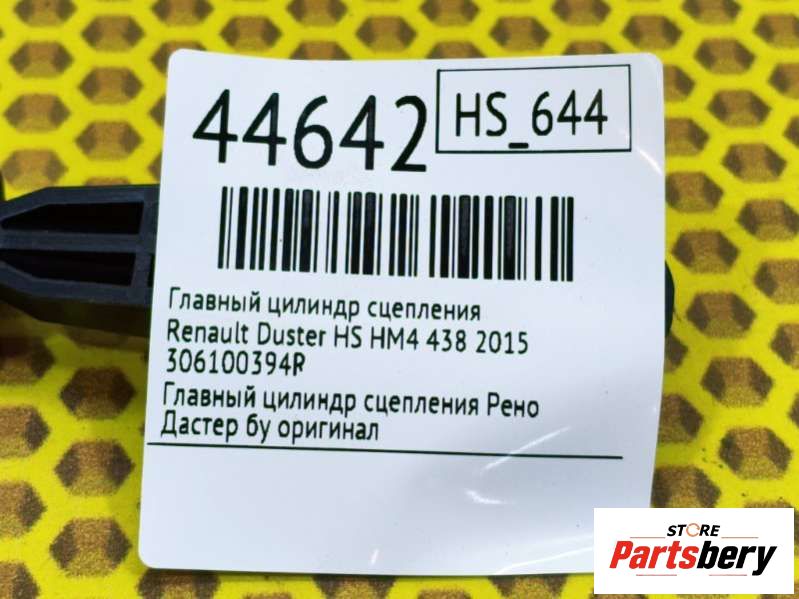 44642
HS_644
Главный цилиндр сцепления
Renault Duster HS HM4 438 2015
306100394R
Главный цилиндр сцепления Рено
Дастер бу оригинал
STORE
Partsbery